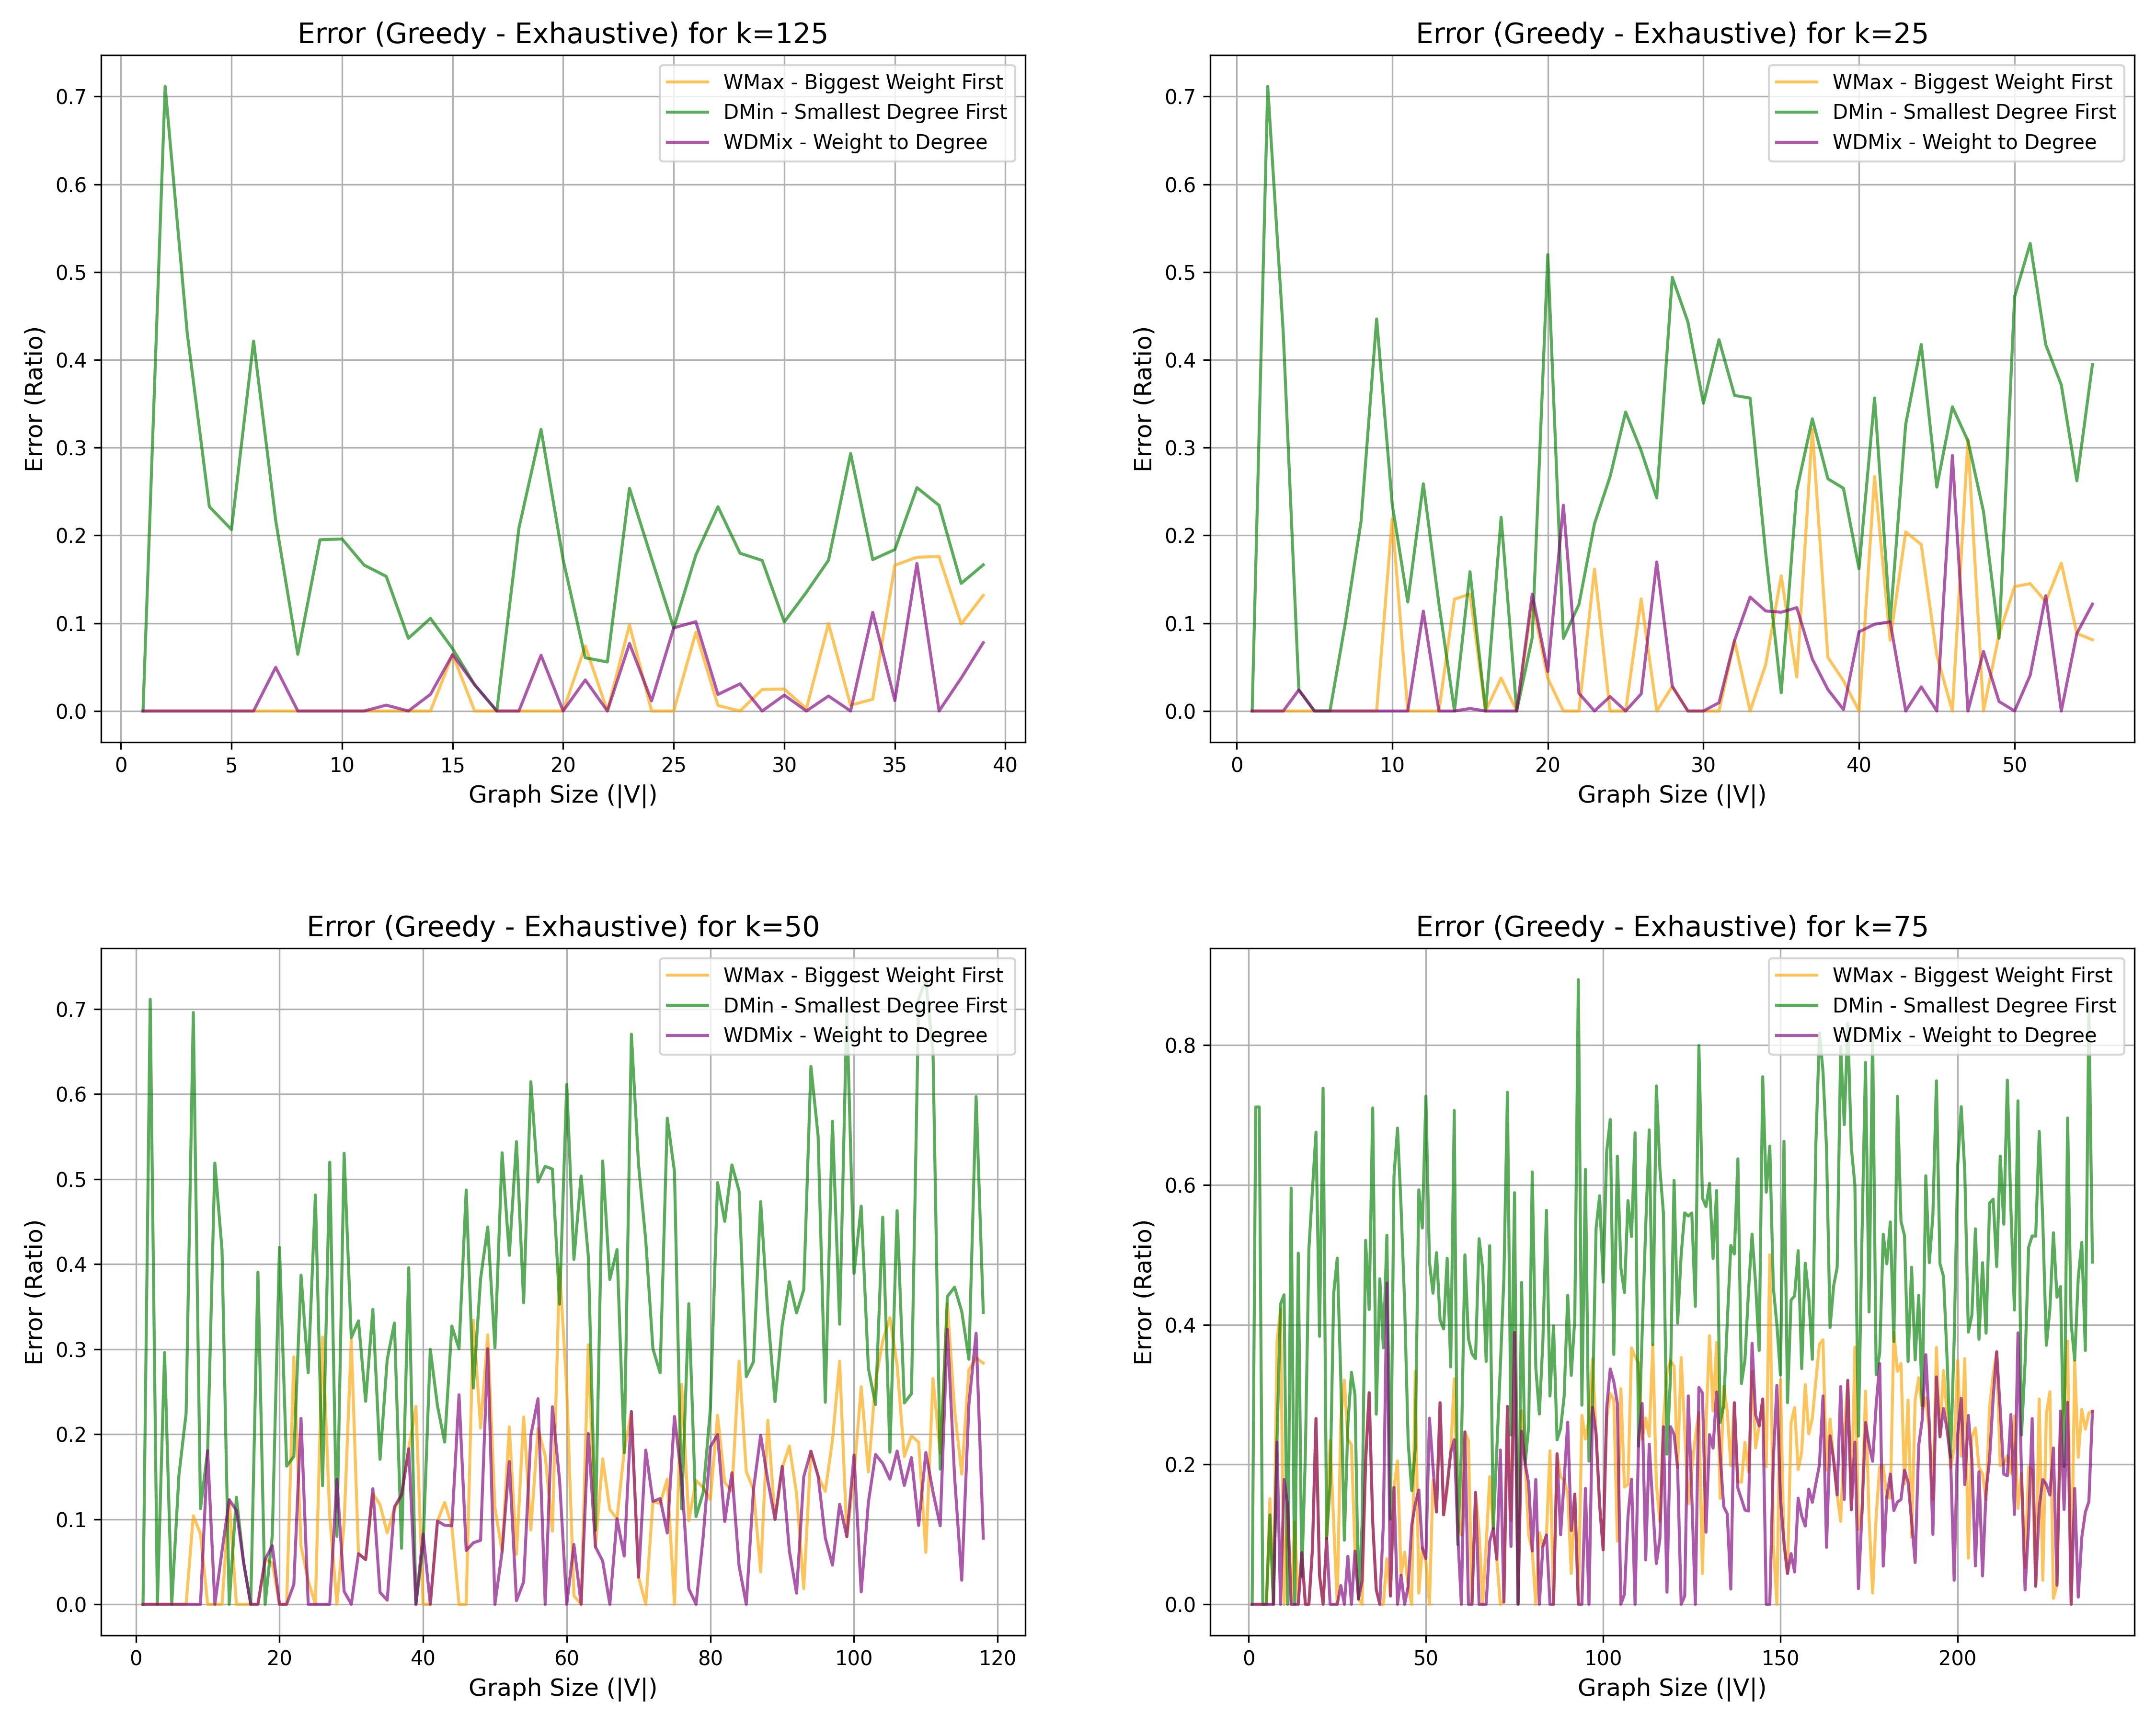 Error (Greedy - Exhaustive) for k=125
WMax - Biggest Weight First
DMin - Smallest Degree First
WDMix - Weight to Degree
0.7
0.6
0.5
0.4
0.3
0.2
0.1
0.0
Error (Ratio)
0 5 10 15 20 25 30 35 40
Graph Size (|V|)
Error (Greedy - Exhaustive) for k=25
WMax - Biggest Weight First
DMin - Smallest Degree First
WDMix - Weight to Degree
0.7
0.6
0.5
0.4
0.3
0.2
0.1
0.0
Error (Ratio)
0 10 20 30 40 50
Graph Size (|V|)
Error (Greedy - Exhaustive) for k=50
WMax - Biggest Weight First
DMin - Smallest Degree First
WDMix - Weight to Degree
0.7
0.6
0.5
0.4
0.3
0.2
0.1
0.0
Error (Ratio)
0 20 40 60 80 100 120
Graph Size (|V|)
Error (Greedy - Exhaustive) for k=75
WMax - Biggest Weight First
DMin - Smallest Degree First
WDMix - Weight to Degree
0.8
0.6
0.4
0.2
0.0
Error (Ratio)
0 50 100 150 200
Graph Size (|V|)